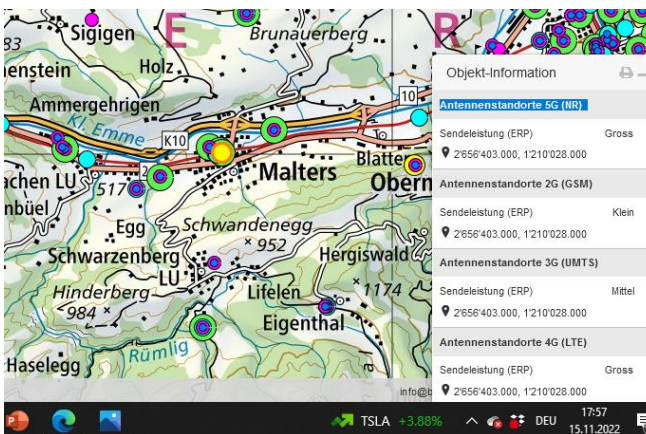 E
R
Sigigen
Brunauerberg
83
enstein
Holz
Ammergehrigen
Kl. Emme
K10
10
To
Malters
Blatte
Obern
achen LU
517
2
nbüel
Egg
Schwandenegg
952
Schwarzenberg
LU
Hergiswald
Hinderberg
984
Lifelen
1174
Eigenthal
Rümlig
Haselegg
al
info@b
Objekt-Information
Antennenstandorte 5G (NR)
Sendeleistung (ERP) Gross
2'656'403.000, 1'210'028.000
Antennenstandorte 2G (GSM)
Sendeleistung (ERP) Klein
2'656'403.000, 1'210'028.000
Antennenstandorte 3G (UMTS)
Sendeleistung (ERP) Mittel
2'656'403.000, 1'210'028.000
Antennenstandorte 4G (LTE)
Sendeleistung (ERP) Gross
2'656'403.000, 1'210'028.000
TSLA +3.88%
DEU
17:57
15.11.2022